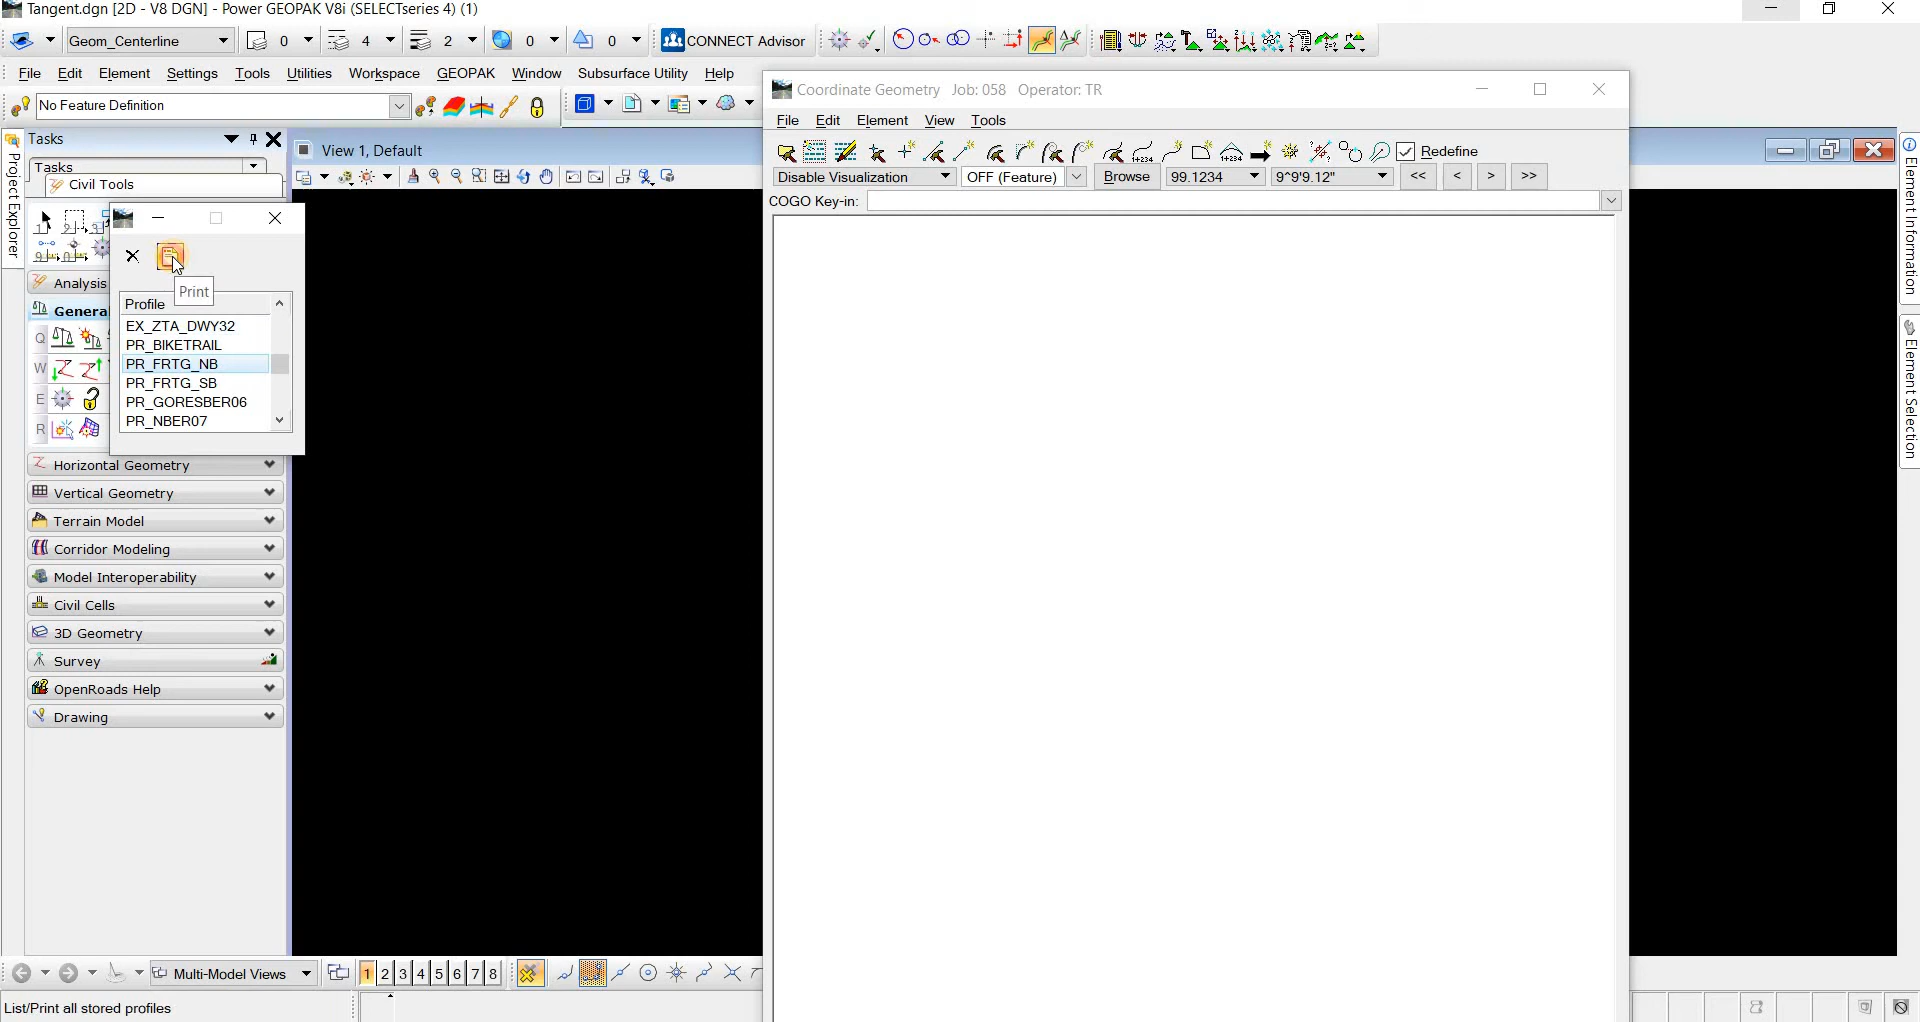 Tangent.dgn [2D - V8 DGN] - Power GEOPAK V8i (SELECTseries 4) (1)
Geom_Centerline 0 4 2 0 0 CONNECT Advisor
File Edit Element Settings Tools Utilities Workspace GEOPAK Window Subsurface Utility Help
No Feature Definition
Tasks
Tasks
Civil Tools
Project Explorer
View 1, Default
Print
Profile
EX_ZTA_DWY32
PR_BIKETRAIL
PR_FRTG_NB
PR_FRTG_SB
PR_GORESBER06
PR_NBER07
Analysis
General
Q
W
E
R
Horizontal Geometry
Vertical Geometry
Terrain Model
Corridor Modeling
Model Interoperability
Civil Cells
3D Geometry
Survey
OpenRoads Help
Drawing
Coordinate Geometry Job: 058 Operator: TR
File Edit Element View Tools
Redefine
Disable Visualization OFF (Feature) Browse 99.1234 9^9'9.12" << < > >>
COGO Key-in:
Element Information
Element Selection
Multi-Model Views 1 2 3 4 5 6 7 8
List/Print all stored profiles